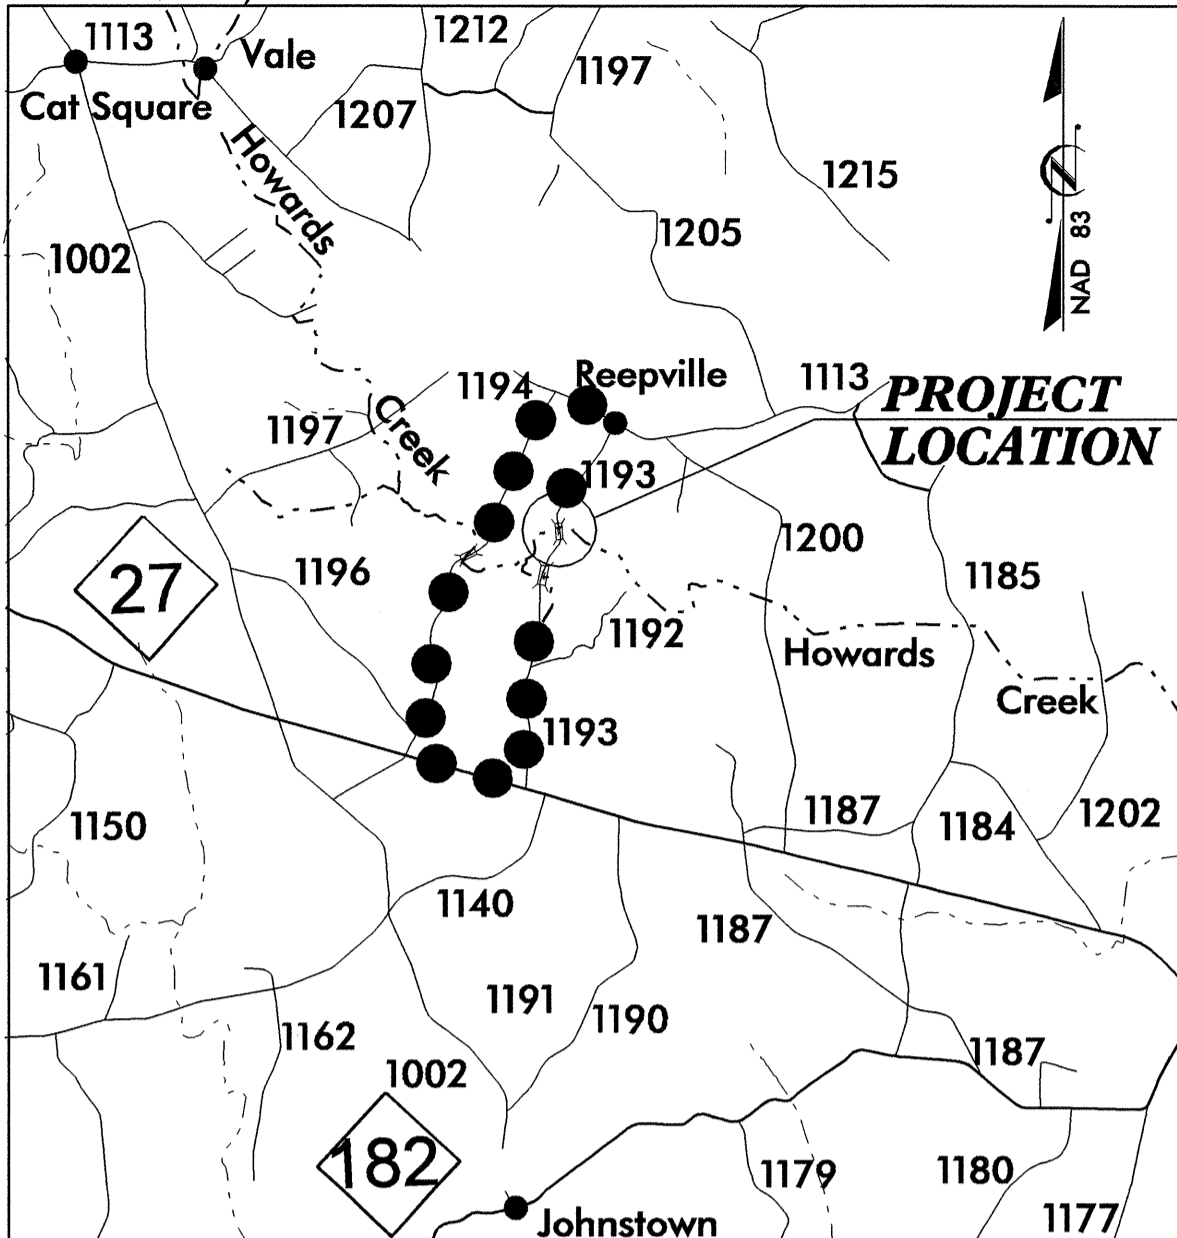 1113
Vale
1212
1197
Cat Square
1207
Howards
1215
1205
1002
NAD 83
N
1194
Reepville
1113
PROJECT
LOCATION
1197
Creek
1193
1200
27
1196
1185
1192
Howards
Creek
1193
1150
1187
1184
1202
1140
1187
1161
1191
1190
1162
1002
1187
182
1179
1180
1177
Johnstown